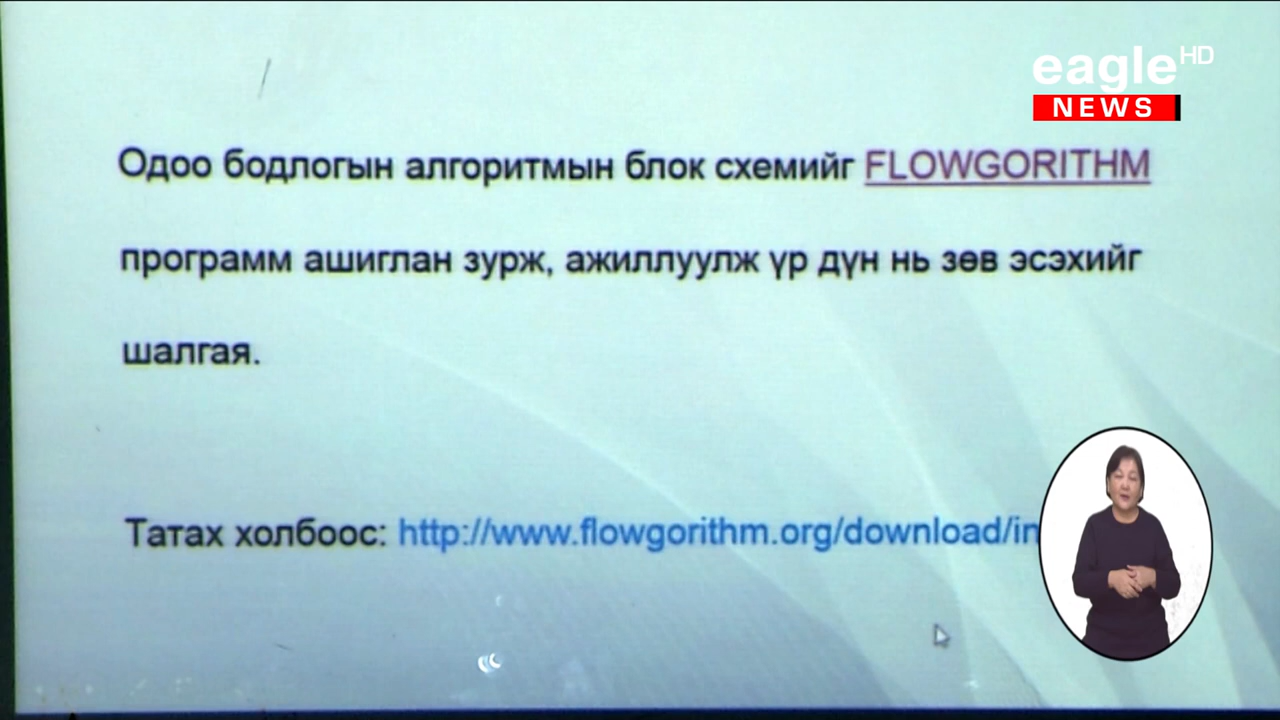 eagle HD
NEWS
Одоо бодлогын алгоритмын блок схемийг FLOWGORITHM
программ ашиглан зурж, ажиллуулж үр дүн нь зөв эсэхийг
шалгая.
Татах холбоос: http://www.flowgorithm.org/download/in